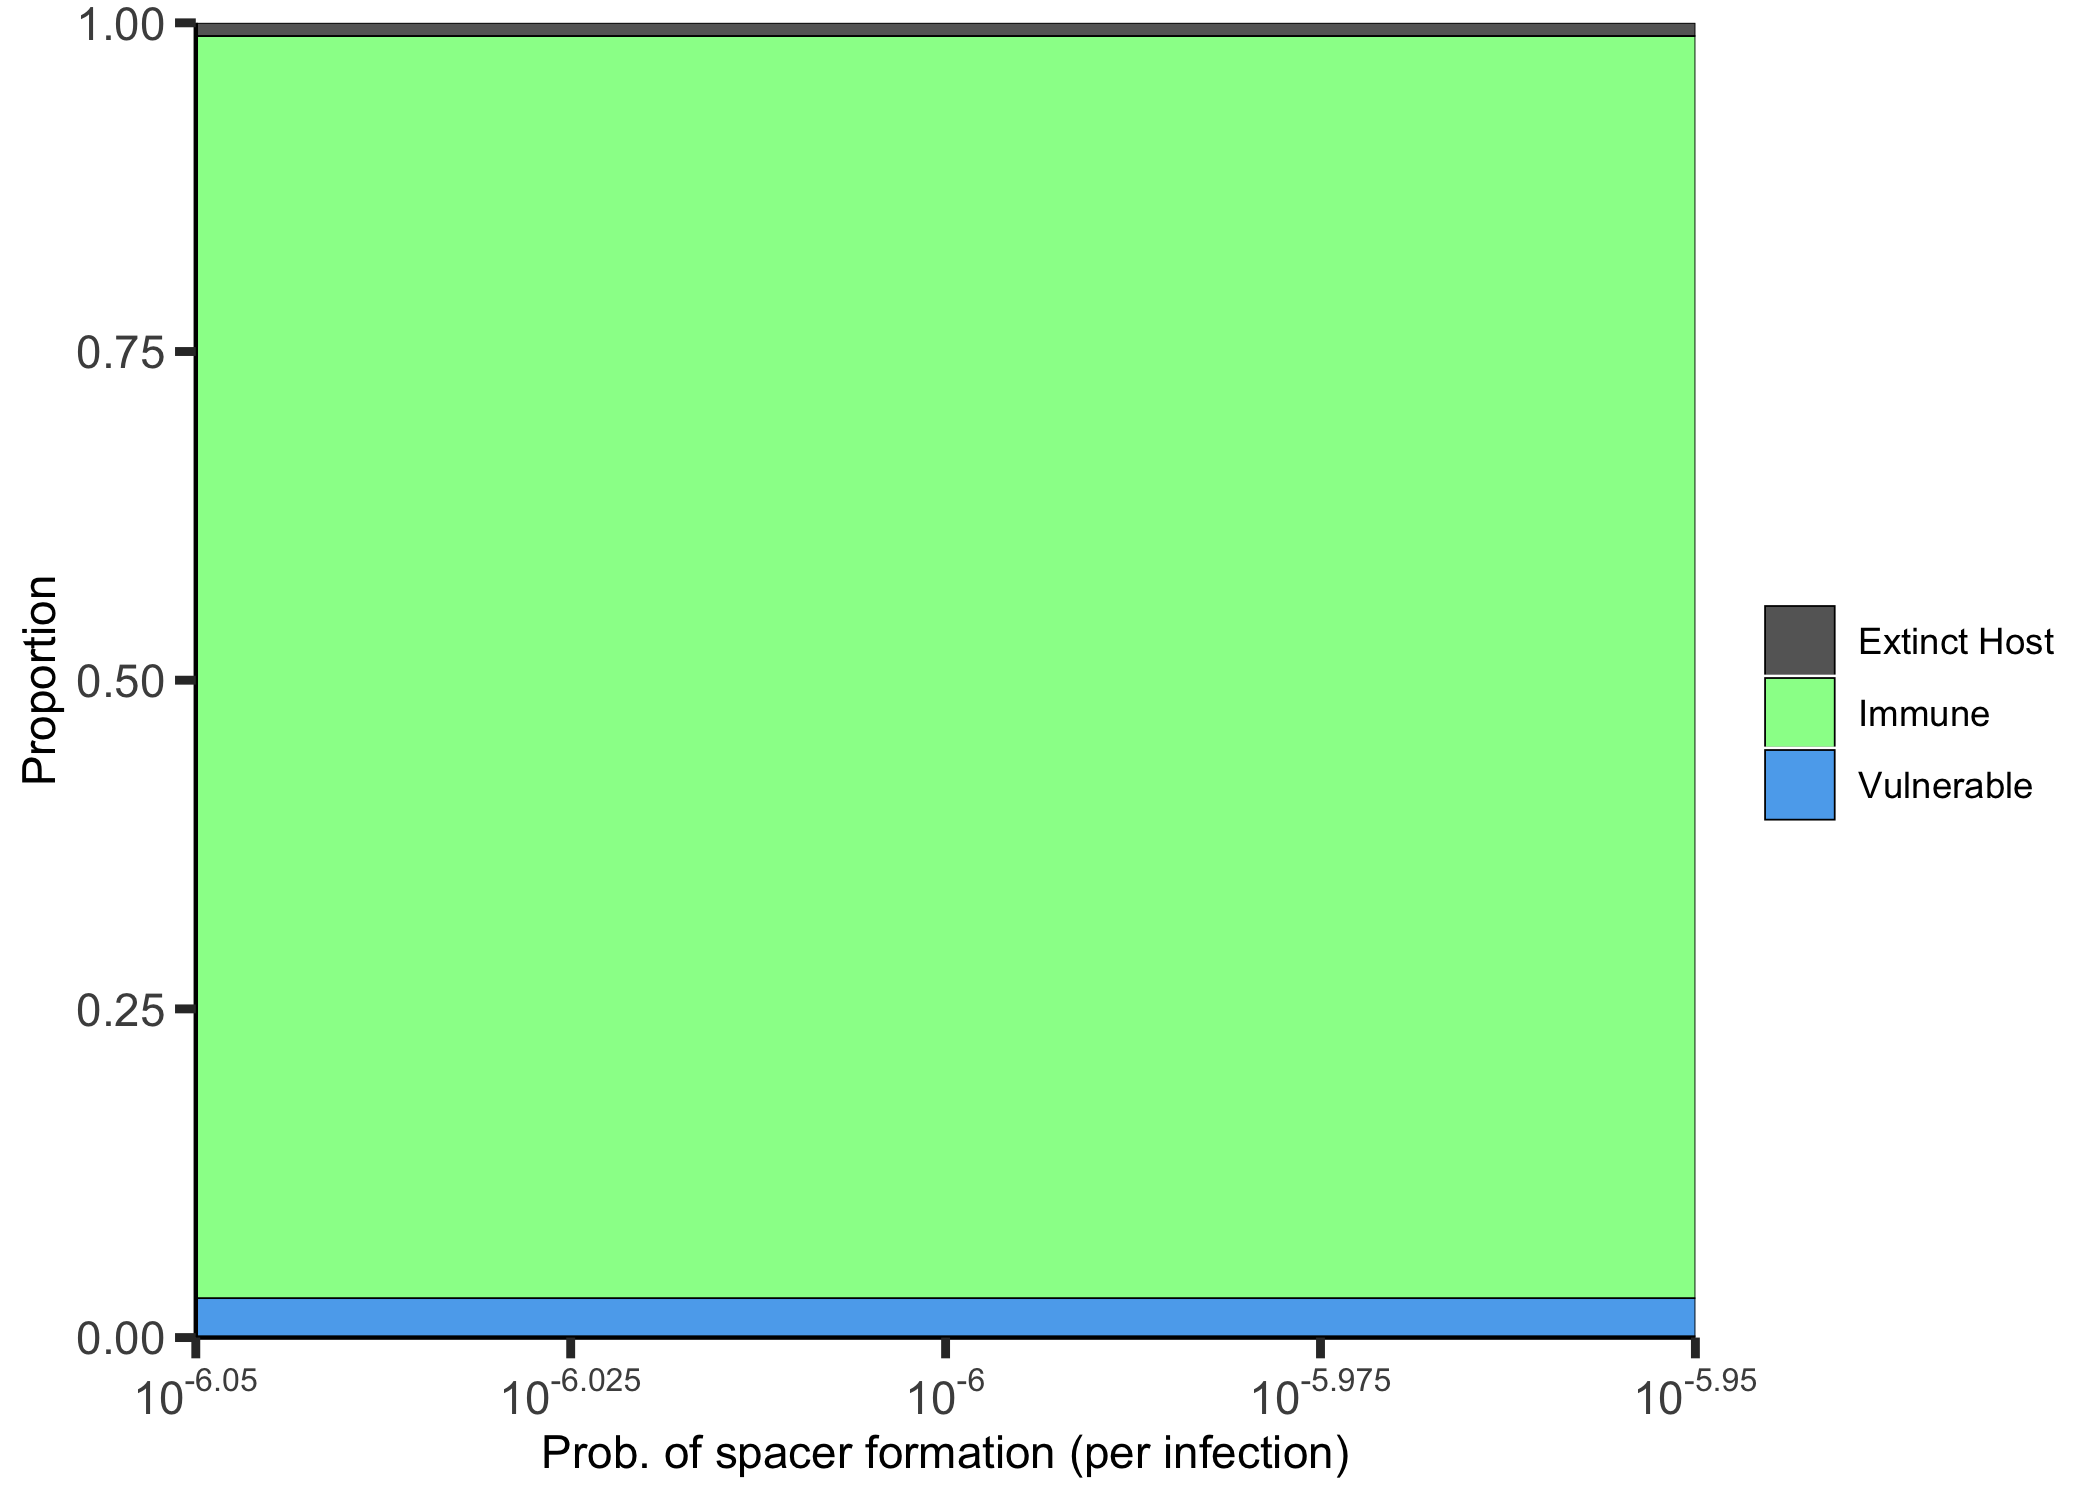 1.00
0.75
0.50
0.25
0.00
Proportion
10^-6.05
10^-6.025
10^-6
10^-5.975
10^-5.95
Prob. of spacer formation (per infection)
Extinct Host
Immune
Vulnerable